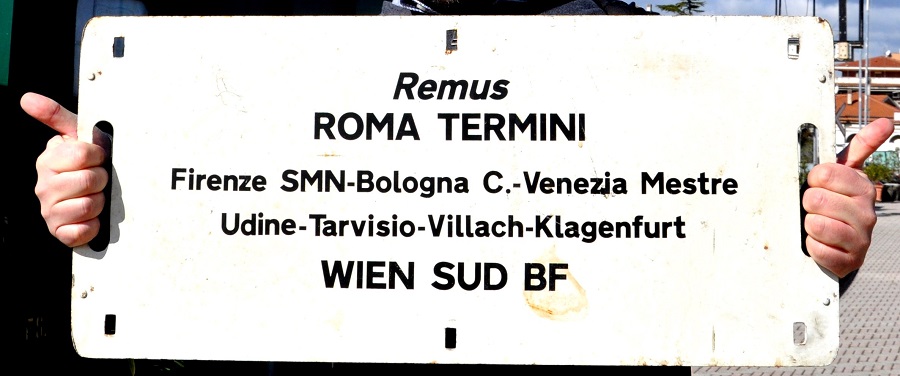 Remus
ROMA TERMINI
Firenze SMN-Bologna C.-Venezia Mestre
Udine-Tarvisio-Villach-Klagenfurt
WIEN SUD BF